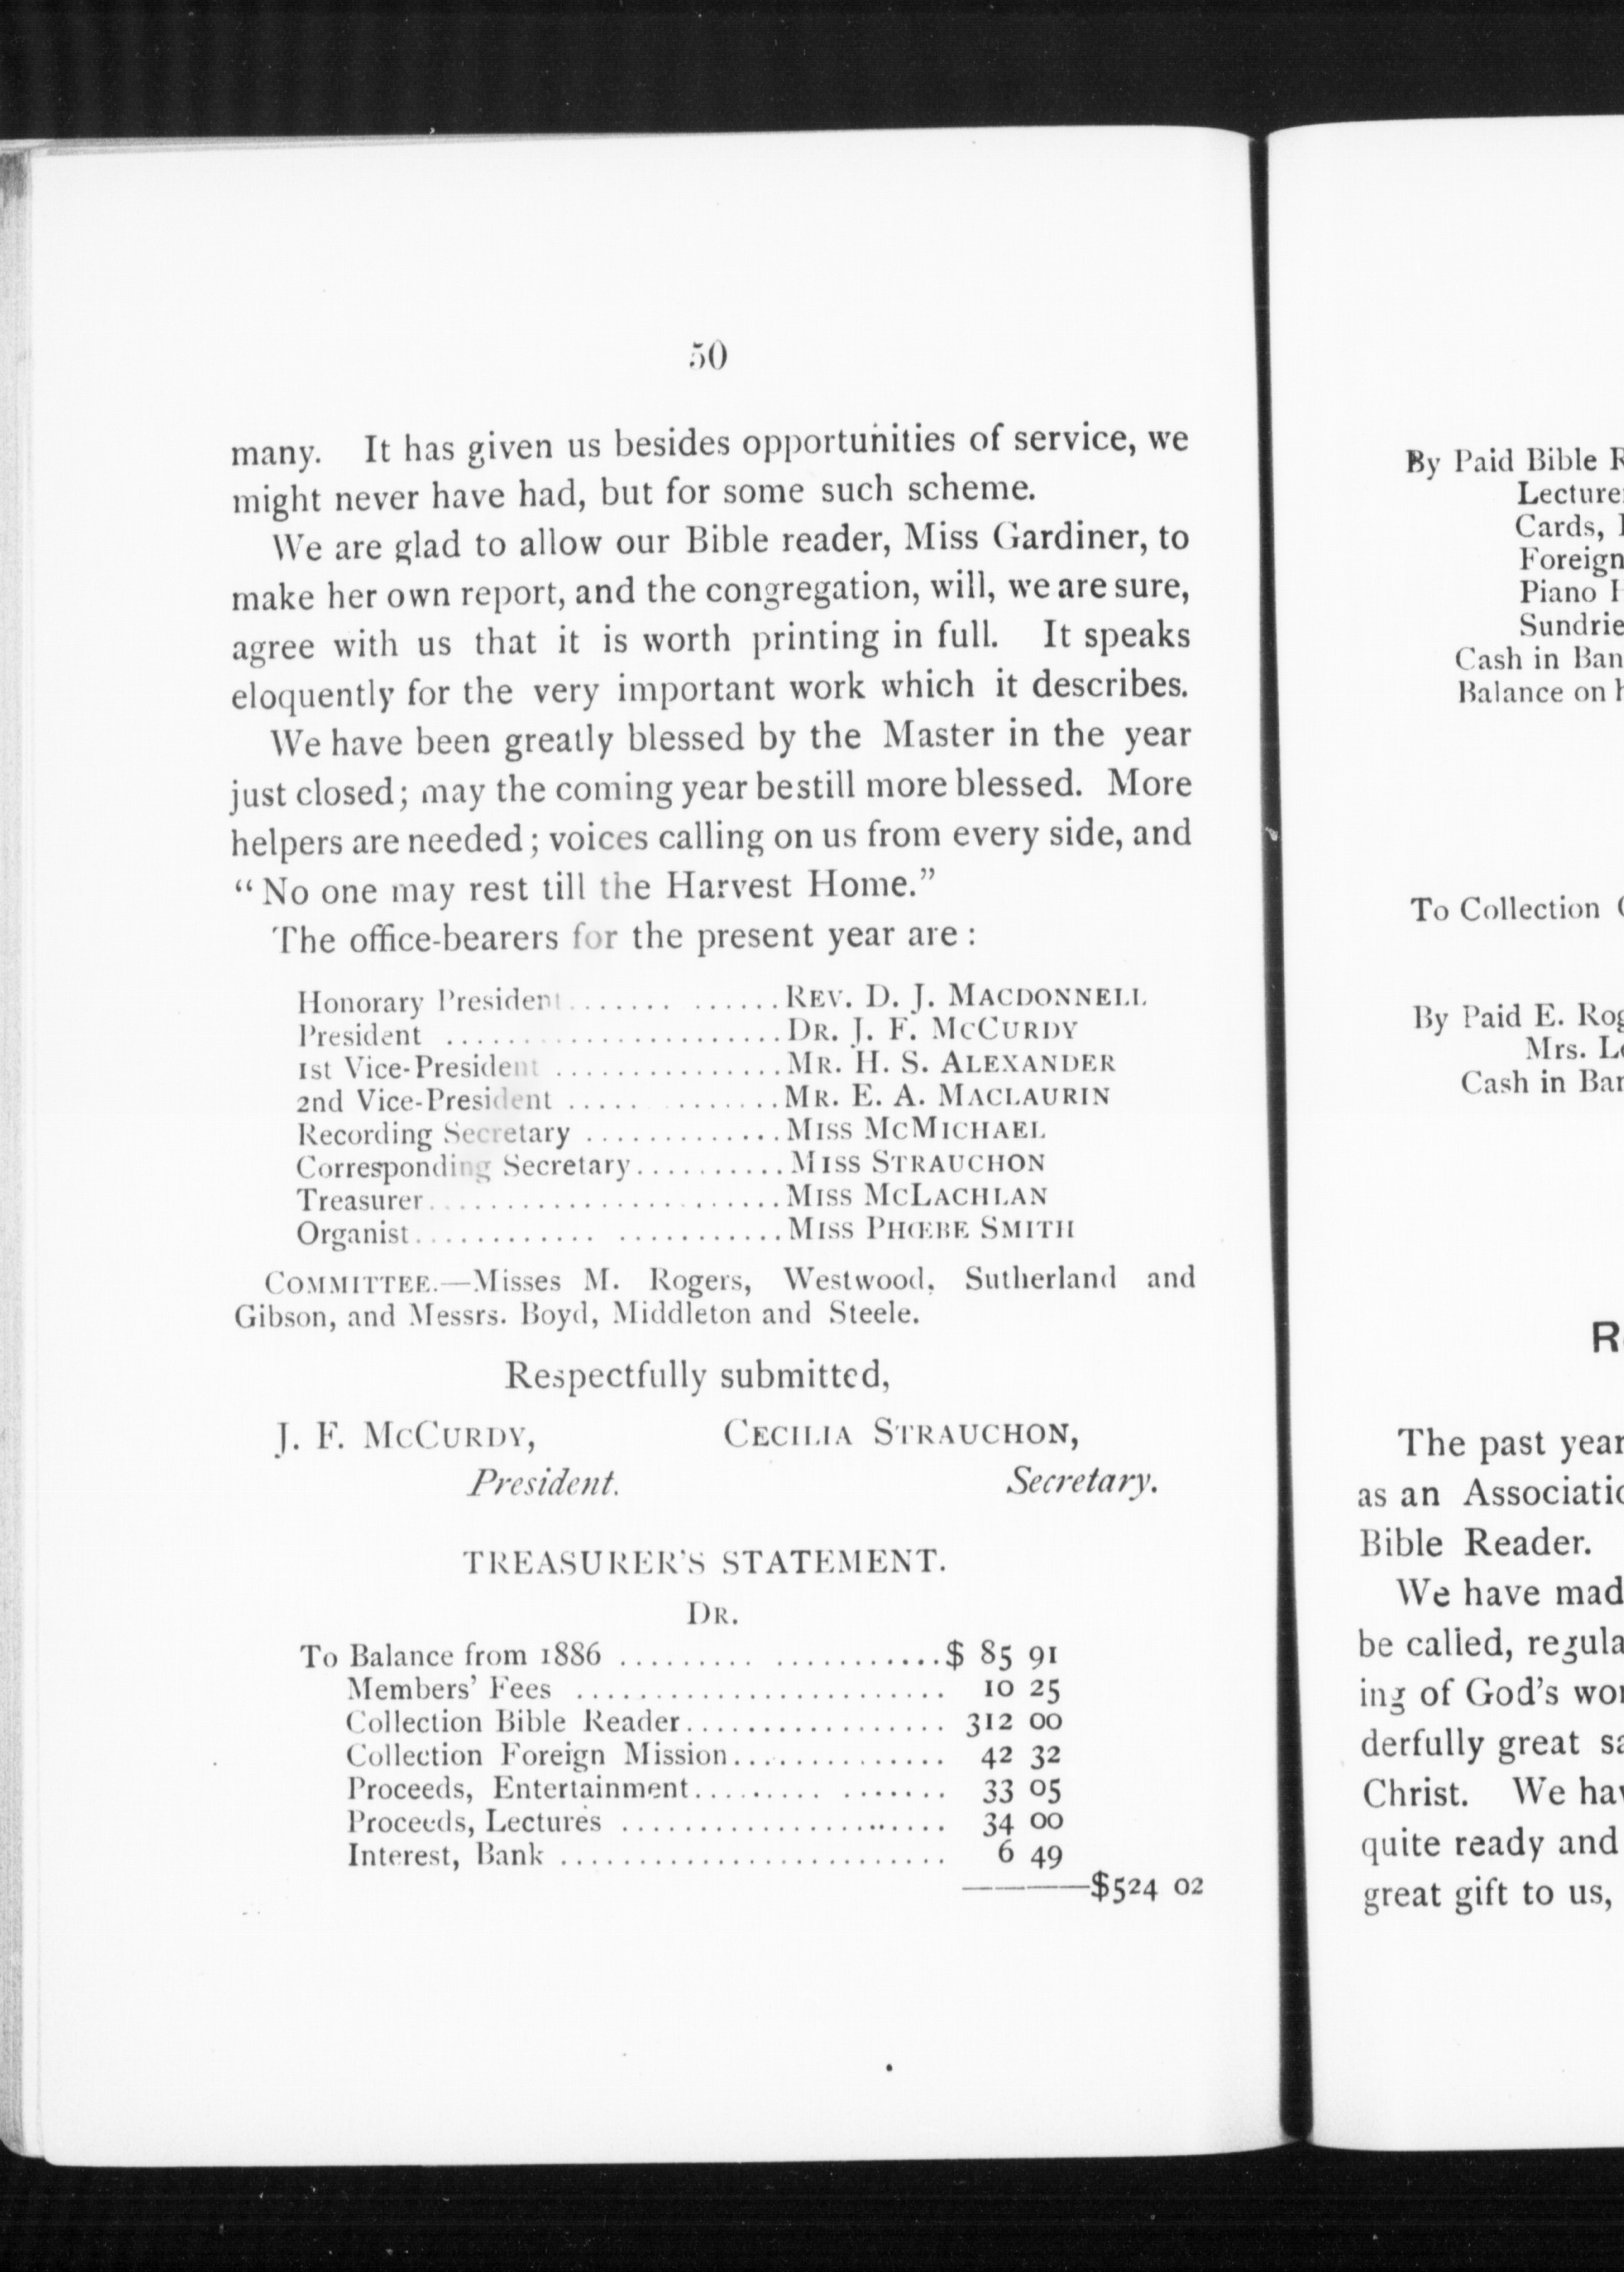 50
many. It has given us besides opportunities of service, we
might never have had, but for some such scheme.
We are glad to allow our Bible reader, Miss Gardiner, to
make her own report, and the congregation, will, we are sure,
agree with us that it is worth printing in full. It speaks
eloquently for the very important work which it describes.
We have been greatly blessed by the Master in the year
just closed; may the coming year be still more blessed. More
helpers are needed; voices calling on us from every side, and
“No one may rest till the Harvest Home.”
The office-bearers for the present year are:
Honorary President.............REV. D. J. MACDONNELL
President ......................DR. J. F. MCCURDY
1st Vice-President ...............MR. H. S. ALEXANDER
2nd Vice-President ..... .......MR. E. A. MACLAURIN
Recording Secretary .............MISS MCMICHAEL
Corresponding Secretary..........MISS STRAUCHON
Treasurer.......................MISS MCLACHLAN
Organist............ ...........MISS PHŒBE SMITH
COMMITTEE.—Misses M. Rogers, Westwood, Sutherland and
Gibson, and Messrs. Boyd, Middleton and Steele.
Respectfully submitted,
J. F. MCCURDY, CECILIA STRAUCHON,
President. Secretary.
TREASURER'S STATEMENT.
DR.
To Balance from 1886 ......... ...........$ 85 91
Members' Fees ........................ 10 25
Collection Bible Reader................. 312 00
Collection Foreign Mission.............. 42 32
Proceeds, Entertainment......... ....... 33 05
Proceeds, Lectures ..................... 34 00
Interest, Bank ......................... 6 49
————$524 02
By Paid Bible
Cards,
Foreign
Piano
Cash in
Balance on
To Collection
By Paid E.
Mrs.
Cash in
The past year
as an
Bible Reader.
We have
be called,
ing of God's
derfully great
Christ. We
quite ready and
great gift to us,